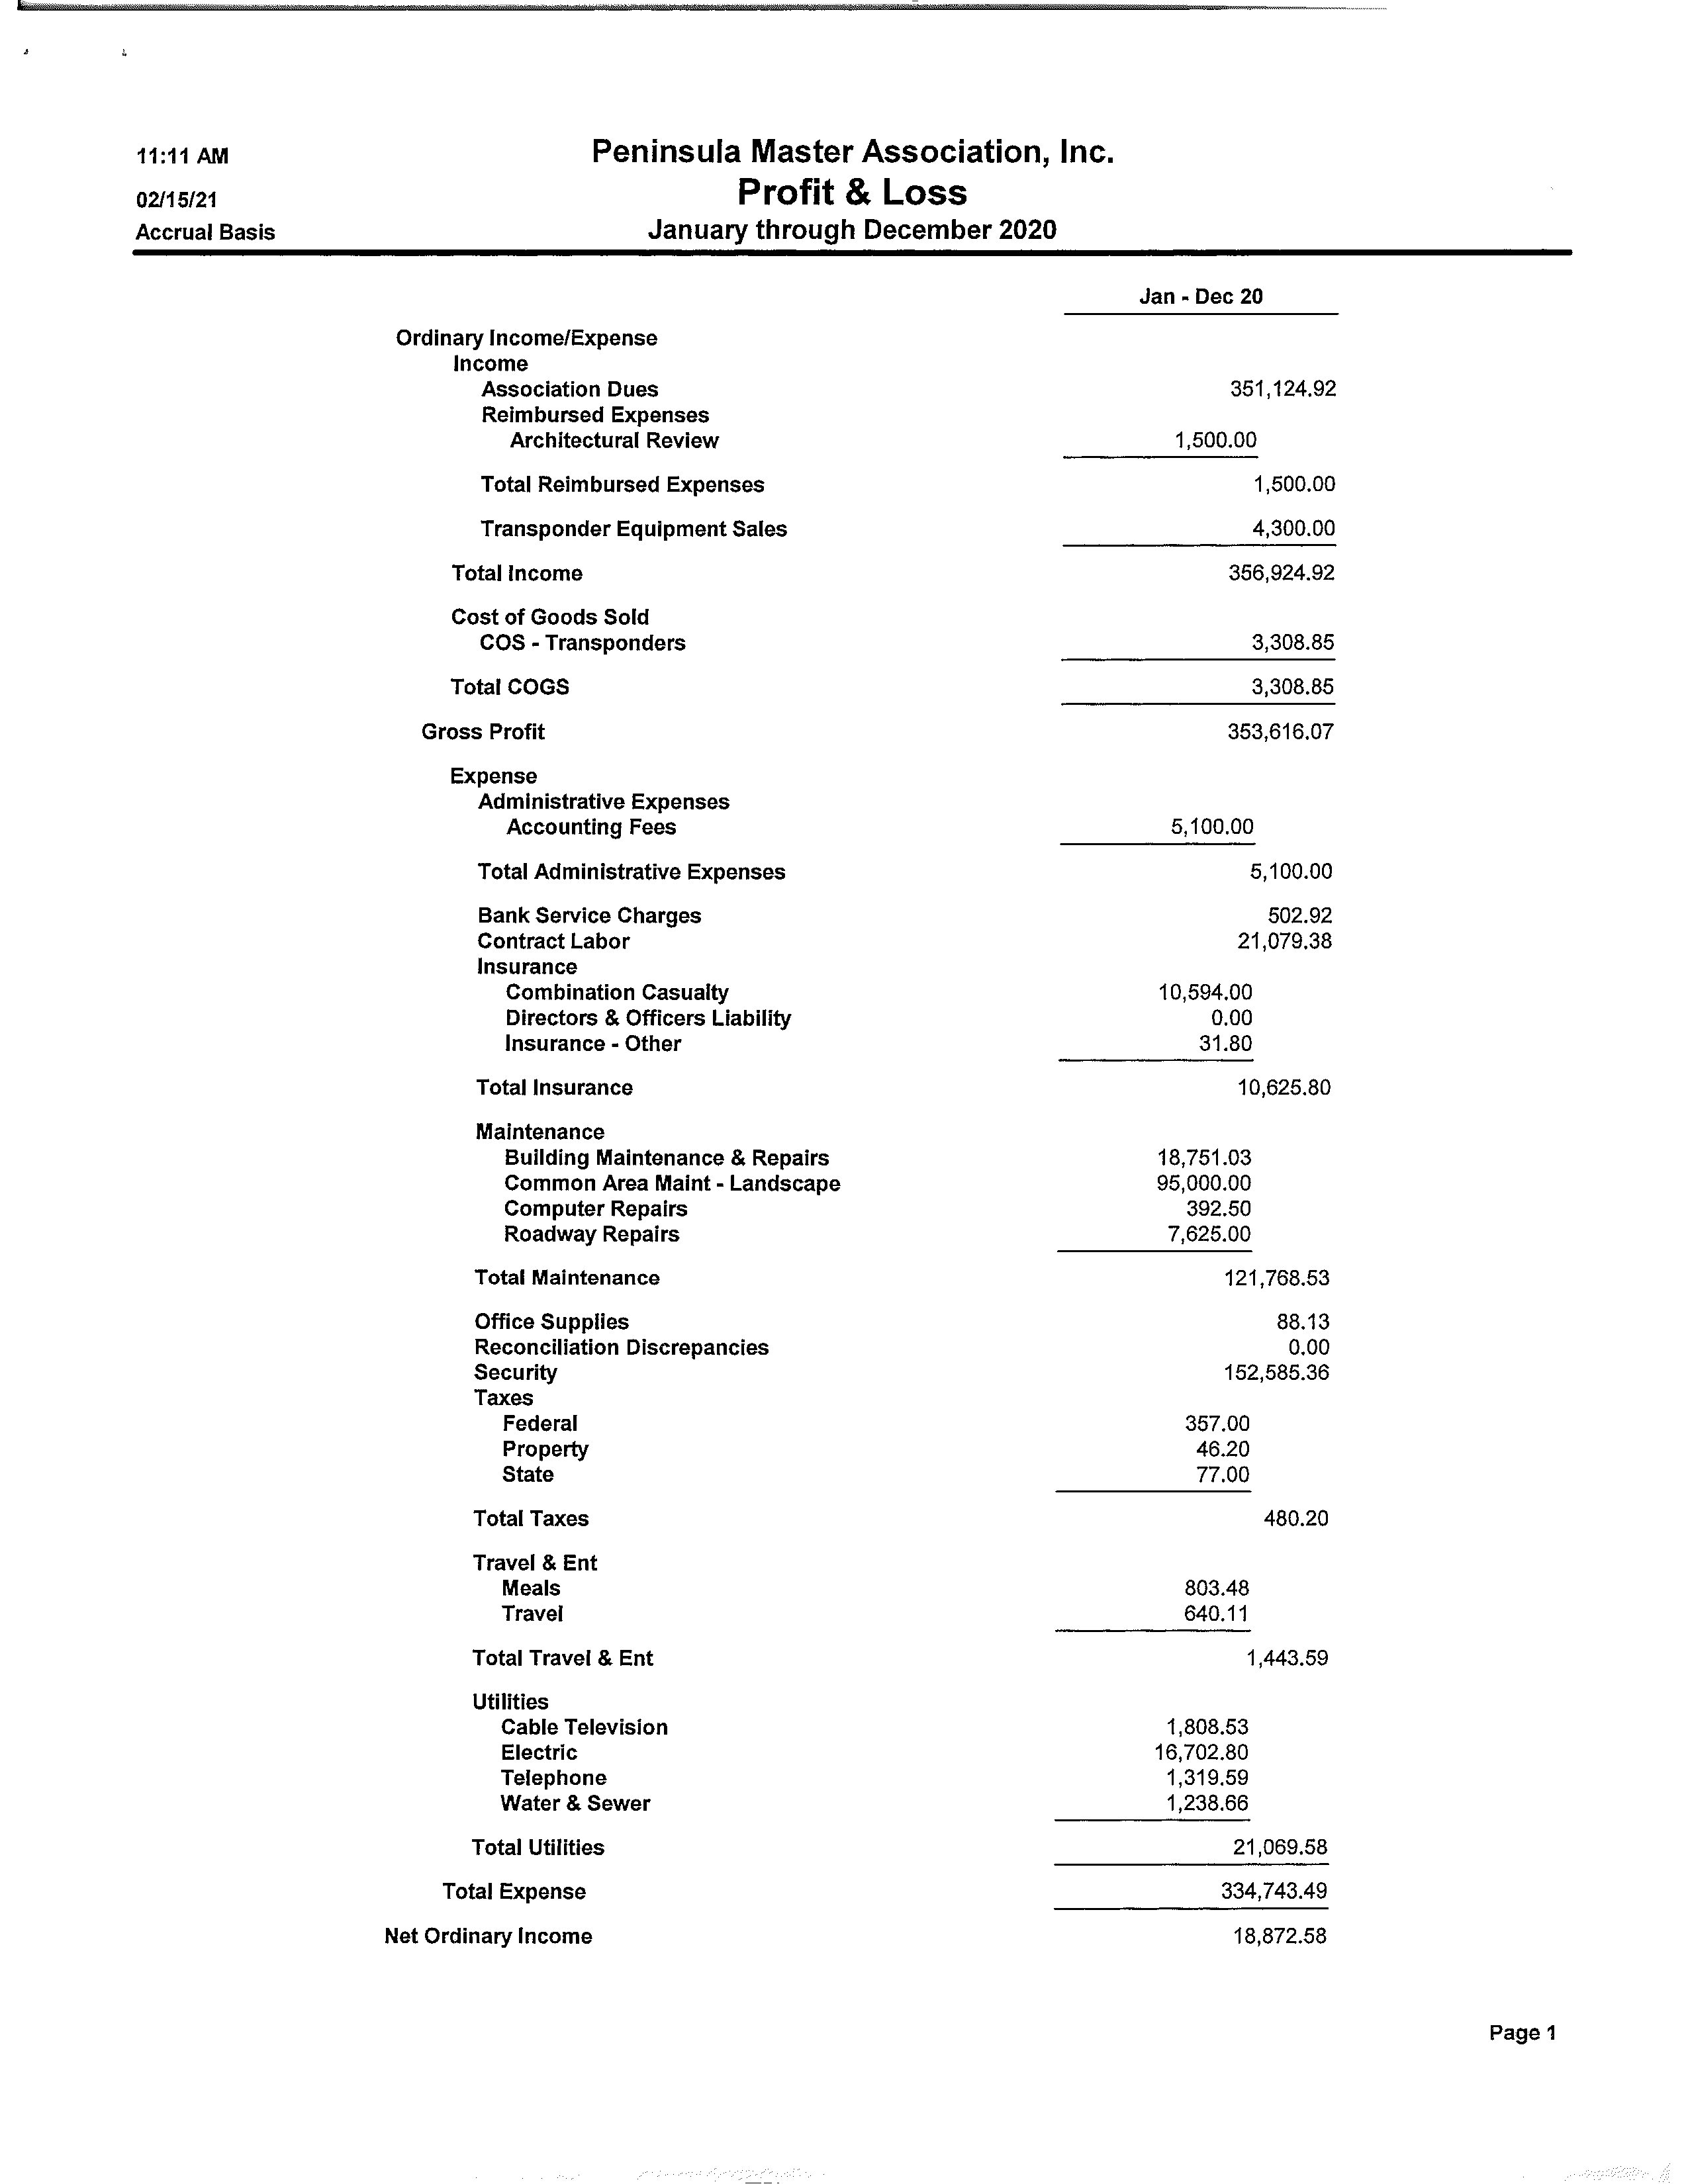 11:11 AM
Peninsula Master Association, Inc.
02/15/21
Profit & Loss
Accrual Basis
January through December 2020
Jan - Dec 20
Ordinary Income/Expense
Income
Association Dues 351,124.92
Reimbursed Expenses
Architectural Review 1,500.00
Total Reimbursed Expenses 1,500.00
Transponder Equipment Sales 4,300.00
Total Income 356,924.92
Cost of Goods Sold
COS - Transponders 3,308.85
Total COGS 3,308.85
Gross Profit 353,616.07
Expense
Administrative Expenses
Accounting Fees 5,100.00
Total Administrative Expenses 5,100.00
Bank Service Charges 502.92
Contract Labor 21,079.38
Insurance
Combination Casualty 10,594.00
Directors & Officers Liability 0.00
Insurance - Other 31.80
Total Insurance 10,625.80
Maintenance
Building Maintenance & Repairs 18,751.03
Common Area Maint - Landscape 95,000.00
Computer Repairs 392.50
Roadway Repairs 7,625.00
Total Maintenance 121,768.53
Office Supplies 88.13
Reconciliation Discrepancies 0.00
Security 152,585.36
Taxes
Federal 357.00
Property 46.20
State 77.00
Total Taxes 480.20
Travel & Ent
Meals 803.48
Travel 640.11
Total Travel & Ent 1,443.59
Utilities
Cable Television 1,808.53
Electric 16,702.80
Telephone 1,319.59
Water & Sewer 1,238.66
Total Utilities 21,069.58
Total Expense 334,743.49
Net Ordinary Income 18,872.58
Page 1